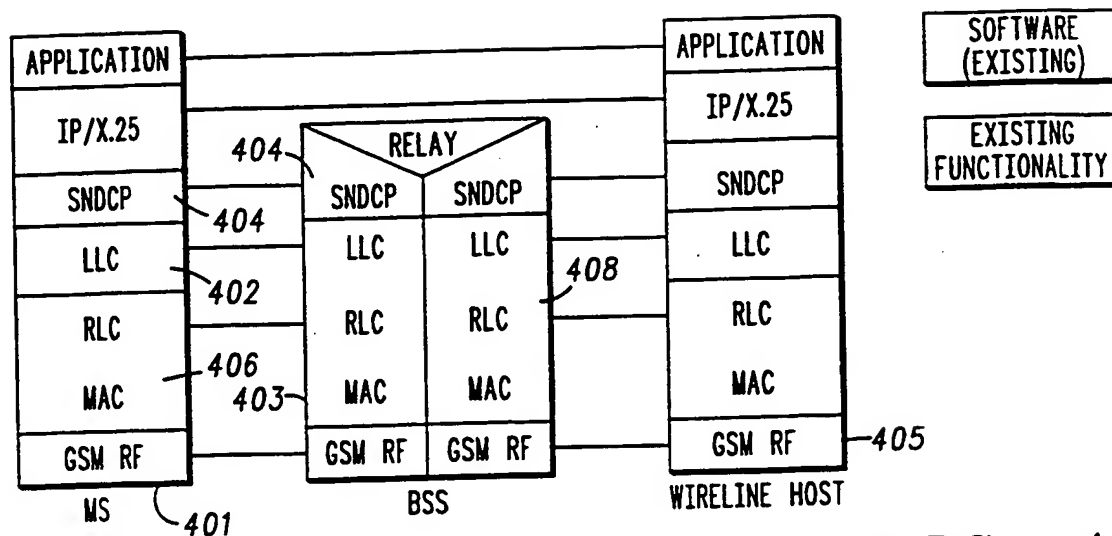 APPLICATION
IP/X.25
SNDCP
404
LLC
402
RLC
406
MAC
GSM RF
MS
401
RELAY
404
SNDCP
SNDCP
LLC
LLC
408
RLC
RLC
403
MAC
MAC
GSM RF
GSM RF
BSS
APPLICATION
IP/X.25
SNDCP
LLC
RLC
MAC
GSM RF
405
WIRELINE HOST
SOFTWARE
(EXISTING)
EXISTING
FUNCTIONALITY